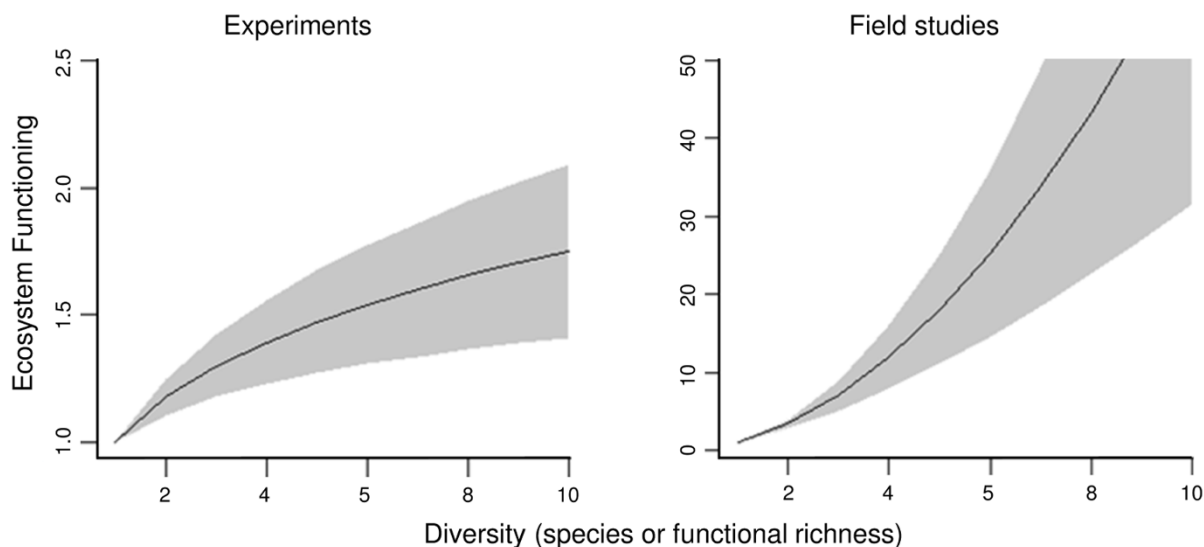 Experiments
Field studies
Ecosystem Functioning
2.5
2.0
1.5
1.0
2 4 5 8 10
50
40
30
20
10
0
2 4 5 8 10
Diversity (species or functional richness)